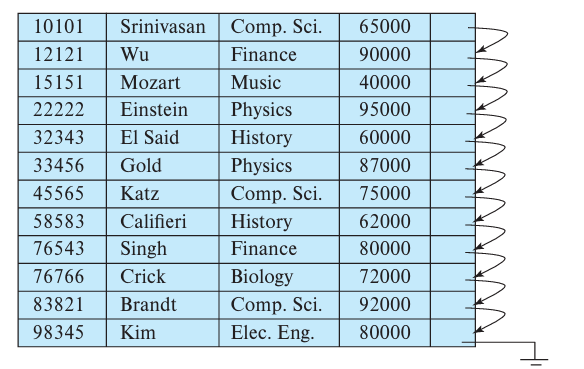 10101 Srinivasan Comp. Sci. 65000
12121 Wu Finance 90000
15151 Mozart Music 40000
22222 Einstein Physics 95000
32343 El Said History 60000
33456 Gold Physics 87000
45565 Katz Comp. Sci. 75000
58583 Califieri History 62000
76543 Singh Finance 80000
76766 Crick Biology 72000
83821 Brandt Comp. Sci. 92000
98345 Kim Elec. Eng. 80000